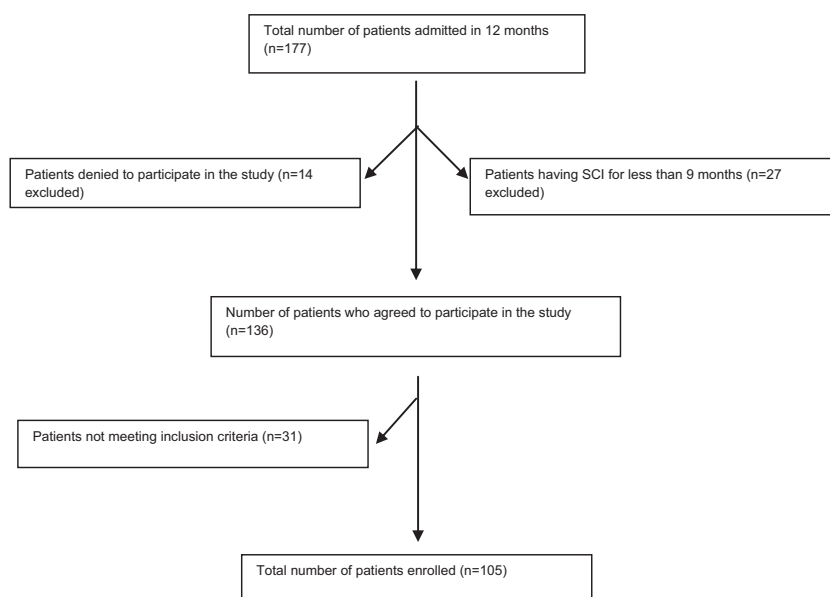 Total number of patients admitted in 12 months
(n=177)
Patients denied to participate in the study (n=14
excluded)
Patients having SCI for less than 9 months (n=27
excluded)
Number of patients who agreed to participate in the study
(n=136)
Patients not meeting inclusion criteria (n=31)
Total number of patients enrolled (n=105)